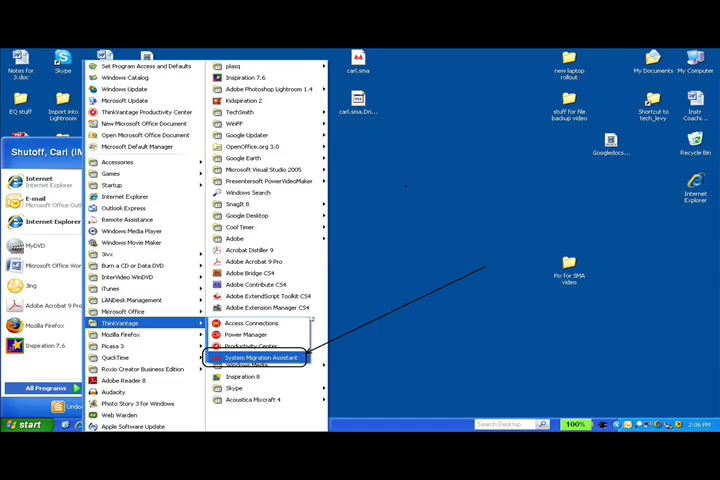 Notes for
3.doc
Skype
EQ stuff
Import into
Lightroom
Shutoff, Carl (IM
Internet
Internet Explorer
E-mail
Microsoft Office Outl
Internet Explorer
MyDVD
Microsoft Office Wor
Jing
Adobe Acrobat 9 Pro
Mozilla Firefox
Inspiration 7.6
All Programs
Undoc
start
Set Program Access and Defaults
Windows Catalog
Windows Update
Microsoft Update
ThinkVantage Productivity Center
New Microsoft Office Document
Open Microsoft Office Document
Microsoft Default Manager
Accessories
Games
Startup
Internet Explorer
Outlook Express
Remote Assistance
Windows Media Player
Windows Movie Maker
3ivx
Burn a CD or DATA DVD
Intervideo WinDVD
iTunes
LANDesk Management
Microsoft Office
ThinkVantage
Mozilla Firefox
Picasa 3
QuickTime
Roxio Creator Business Edition
Adobe Reader 8
Audacity
Photo Story 3 for Windows
Web Warden
Apple Software Update
plasq
Inspiration 7.6
Adobe Photoshop Lightroom 1.4
Kidspiration 2
TechSmith
WinFF
Google Updater
OpenOffice.org 3.0
Google Earth
Microsoft Visual Studio 2005
Presentersoft PowerVideoMaker
Windows Search
SnagIt 8
Google Desktop
Cool Timer
Adobe
Acrobat Distiller 9
Adobe Acrobat 9 Pro
Adobe Bridge CS4
Adobe Contribute CS4
Adobe ExtendScript Toolkit CS4
Adobe Extension Manager CS4
Access Connections
Power Manager
Productivity Center
System Migration Assistant
Windows Media
Inspiration 8
Skype
Acoustica Mixcraft 4
carl.sma
carl.sma.Dri...
new laptop
rollout
stuff for file
backup video
Pix for SMA
video
My Documents
My Computer
Shortcut to
tech_levy
Instr
Coachi...
Googledocs...
Recycle Bin
Internet
Explorer
Search Desktop
100%
2:06 PM